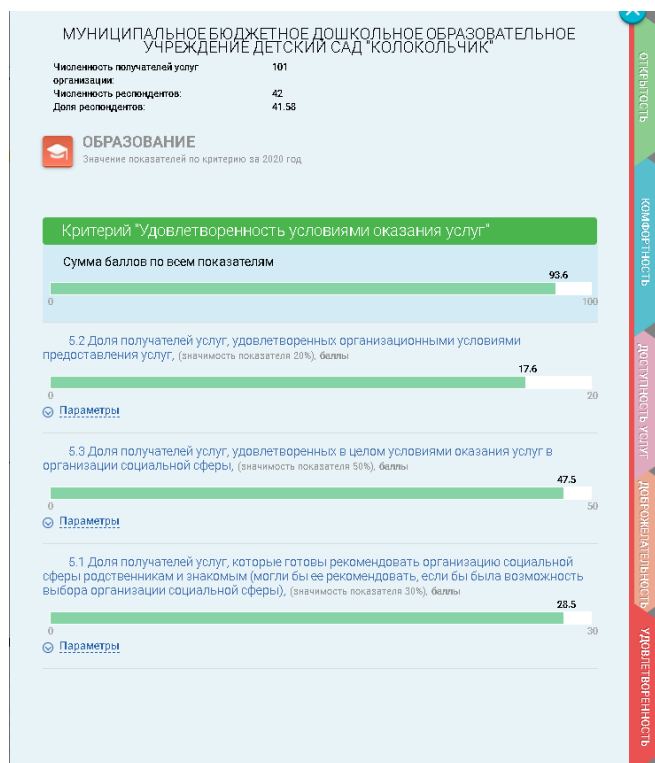 МУНИЦИПАЛЬНОЕ БЮДЖЕТНОЕ ДОШКОЛЬНОЕ ОБРАЗОВАТЕЛЬНОЕ
УЧРЕЖДЕНИЕ ДЕТСКИЙ САД "КОЛОКОЛЬЧИК"
Численность получателей услуг 101
организации:
Численность респондентов: 42
Доля респондентов: 41.58
ОБРАЗОВАНИЕ
Значение показателей по критерию за 2020 год
Критерий "Удовлетворенность условиями оказания услуг"
Сумма баллов по всем показателям
93.6
0 100
5.2 Доля получателей услуг, удовлетворенных организационными условиями
предоставления услуг, (значимость показателя 20%), баллы
17.6
0 20
Параметры
5.3 Доля получателей услуг, удовлетворенных в целом условиями оказания услуг в
организации социальной сферы, (значимость показателя 50%), баллы
47.5
0 50
Параметры
5.1 Доля получателей услуг, которые готовы рекомендовать организацию социальной
сферы родственникам и знакомым (могли бы ее рекомендовать, если бы была возможность
выбора организации социальной сферы), (значимость показателя 30%), баллы
28.5
0 30
Параметры
ОТКРЫТОСТЬ
КОМФОРТНОСТЬ
ДОСТУПНОСТЬ УСЛУГ
ДОБРОЖЕЛАТЕЛЬНОСТЬ
УДОВЛЕТВОРЕННОСТЬ